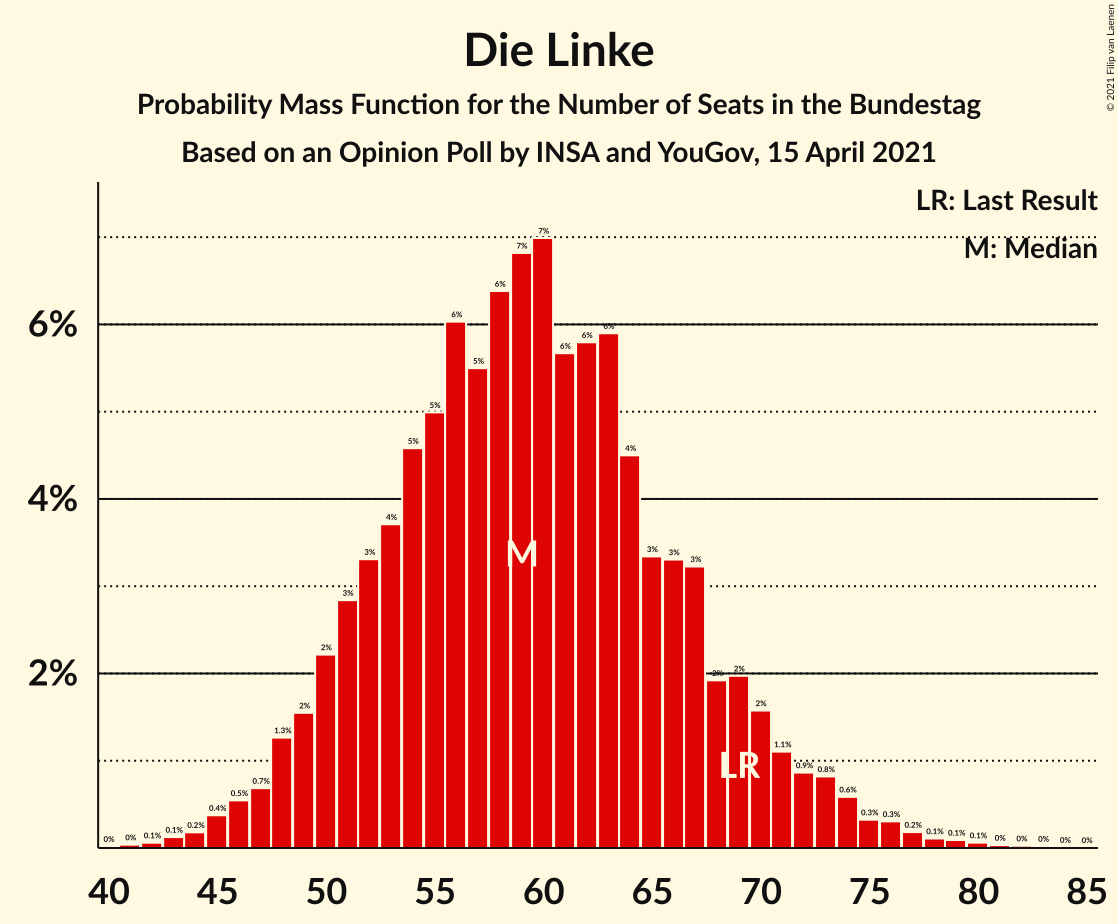 Die Linke
Probability Mass Function for the Number of Seats in the Bundestag
Based on an Opinion Poll by INSA and YouGov, 15 April 2021
© 2021 Filip van Laenen
LR: Last Result
M: Median
6%
4%
2%
0% 0% 0.1% 0.1% 0.2% 0.4% 0.5% 0.7% 1.3% 2% 2% 3% 3% 4% 5% 5% 6% 5% 6% 7% 7% 6% 6% 6% 4% 3% 3% 3% 2% 2% 2% 1.1% 0.9% 0.8% 0.6% 0.3% 0.3% 0.2% 0.1% 0.1% 0.1% 0% 0% 0% 0% 0%
M
LR
40 45 50 55 60 65 70 75 80 85